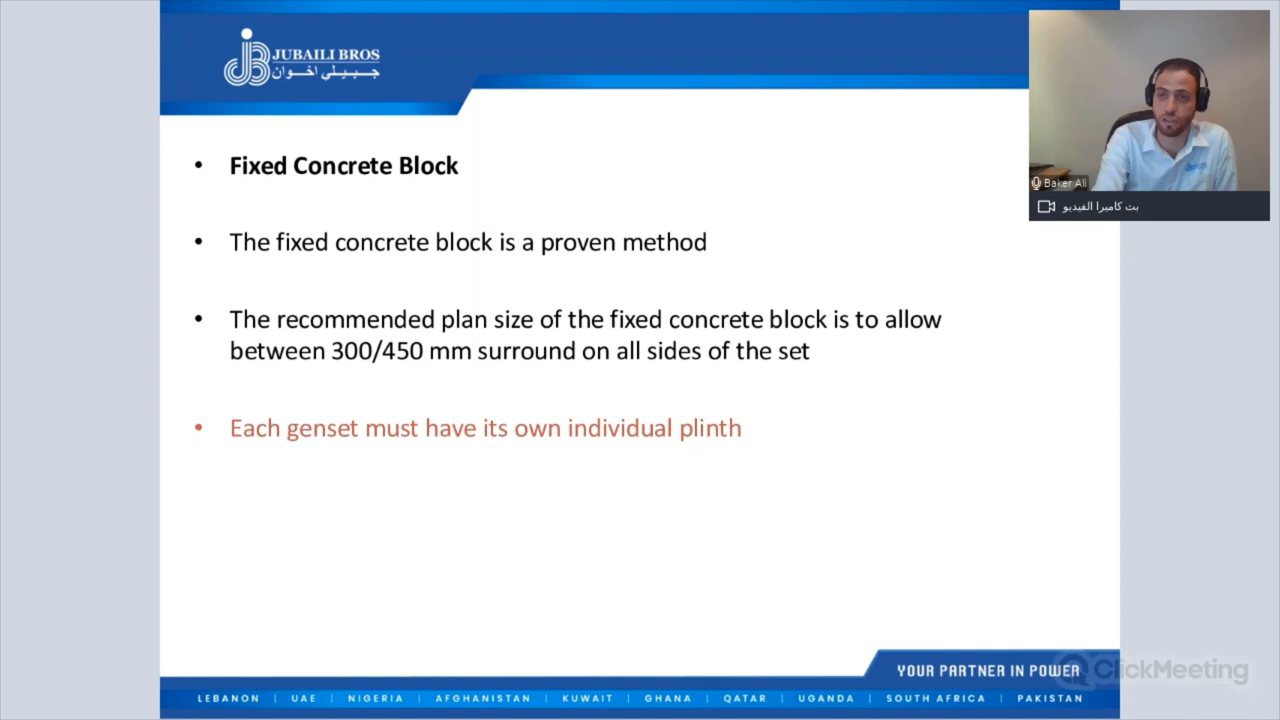 JUBAILI BROS
جـبـيـلي اخـوان
• Fixed Concrete Block
• The fixed concrete block is a proven method
• The recommended plan size of the fixed concrete block is to allow
between 300/450 mm surround on all sides of the set
• Each genset must have its own individual plinth
Baker Ali
بث كاميرا الفيديو
YOUR PARTNER IN POWER
ClickMeeting
LEBANON | UAE | NIGERIA | AFGHANISTAN | KUWAIT | GHANA | QATAR | UGANDA | SOUTH AFRICA | PAKISTAN